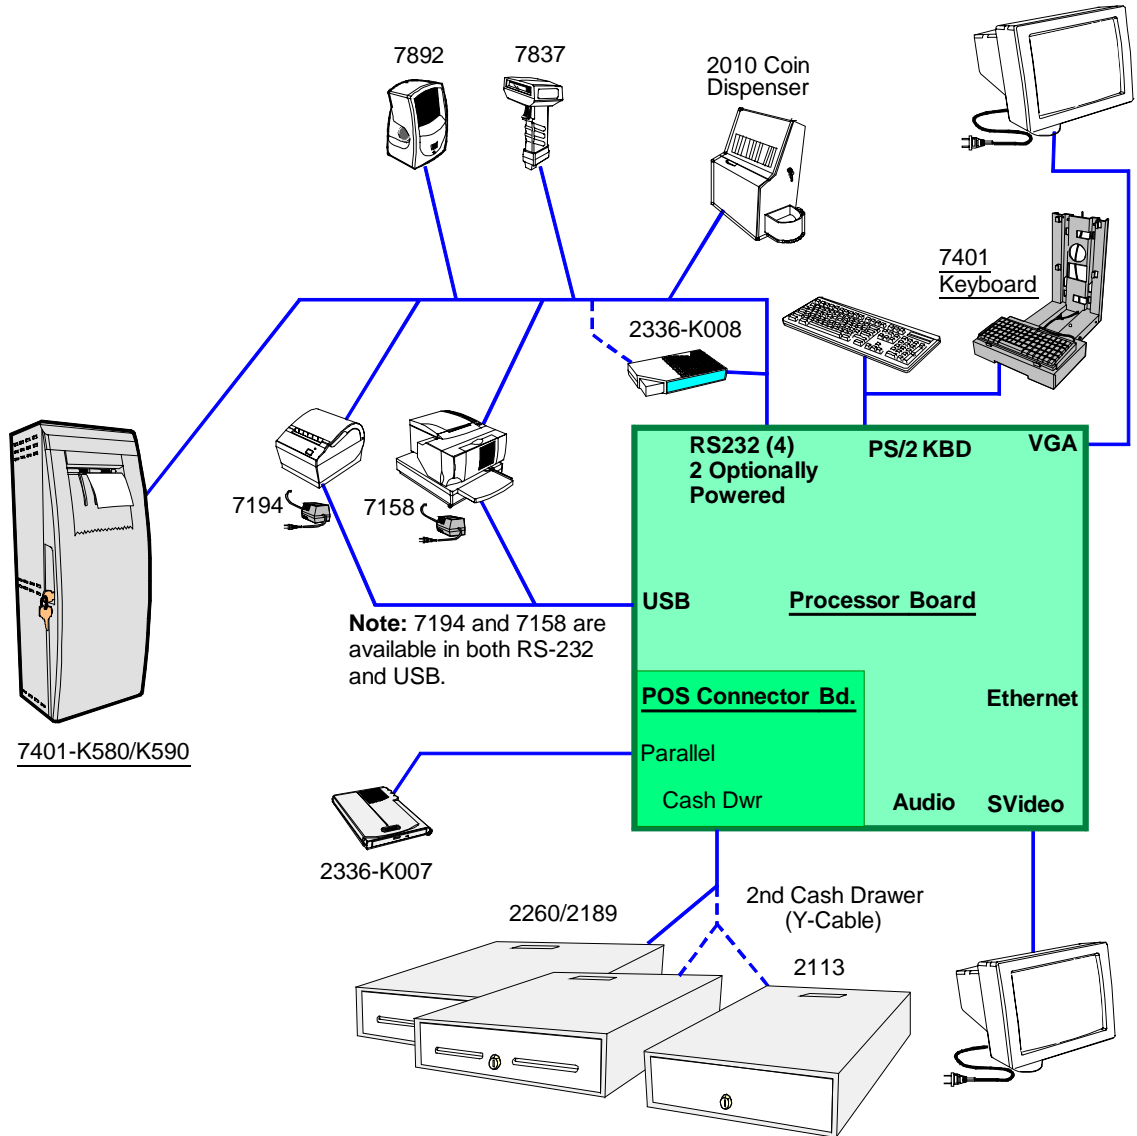 7892
7837
2010 Coin
Dispenser
7401
Keyboard
2336-K008
7194
7158
RS232 (4)
2 Optionally
Powered
PS/2 KBD
VGA
USB
Processor Board
Note: 7194 and 7158 are
available in both RS-232
and USB.
POS Connector Bd.
Ethernet
7401-K580/K590
Parallel
Cash Dwr
Audio
SVideo
2336-K007
2260/2189
2nd Cash Drawer
(Y-Cable)
2113